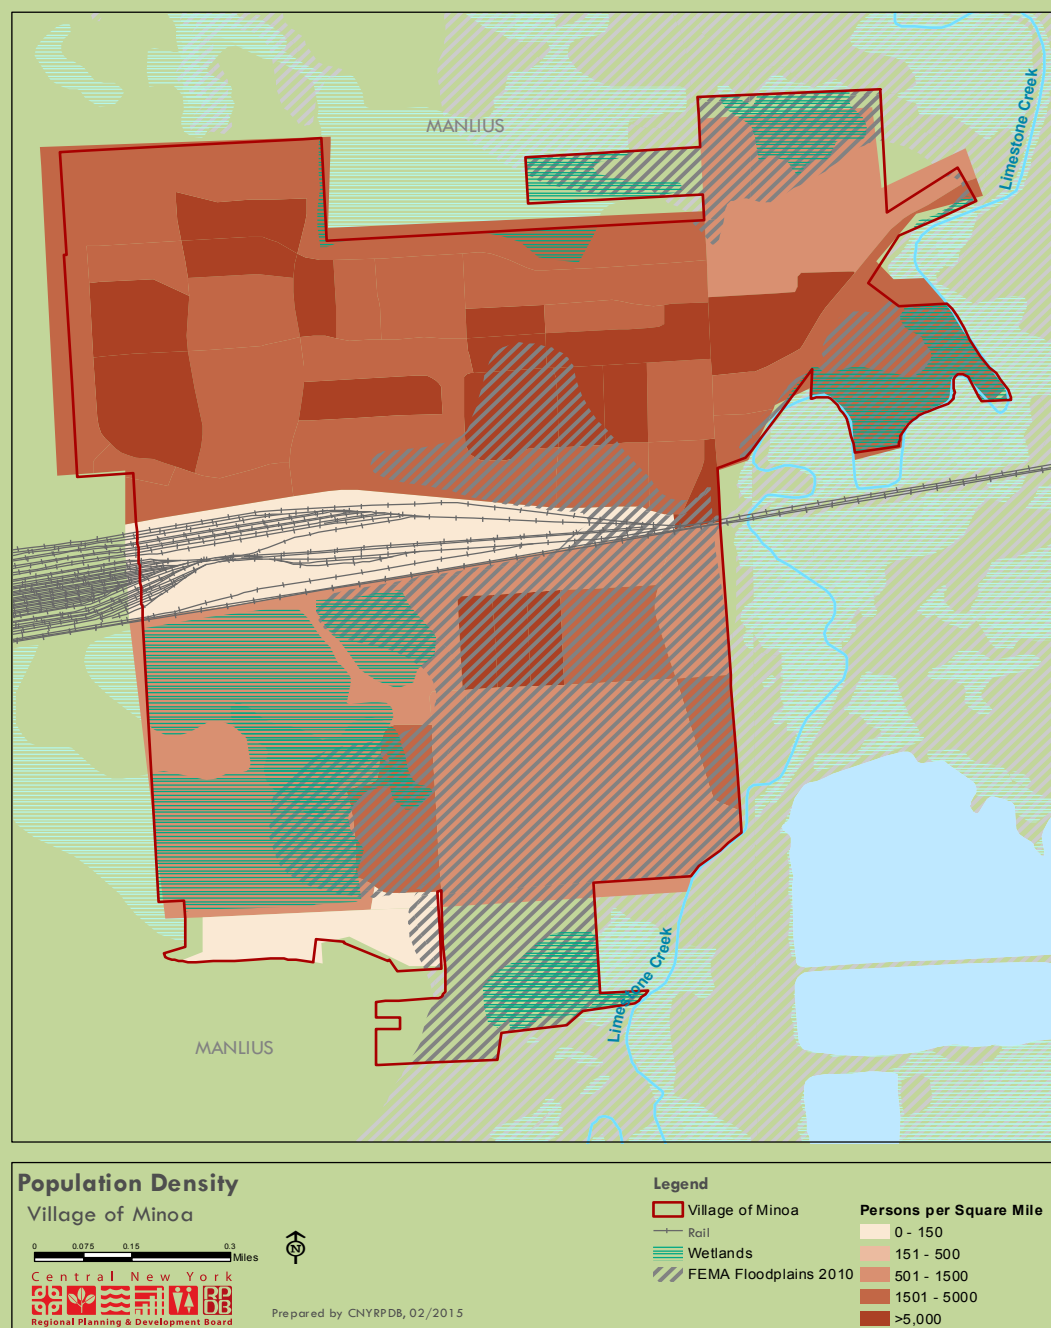 MANLIUS
Limestone Creek
Limestone Creek
MANLIUS
Population Density
Village of Minoa
0 0.075 0.15 0.3
Miles
N
Central New York
RP
DB
Regional Planning & Development Board
Prepared by CNYRPDB, 02/2015
Legend
Village of Minoa
Rail
Wetlands
FEMA Floodplains 2010
Persons per Square Mile
0 - 150
151 - 500
501 - 1500
1501 - 5000
>5,000